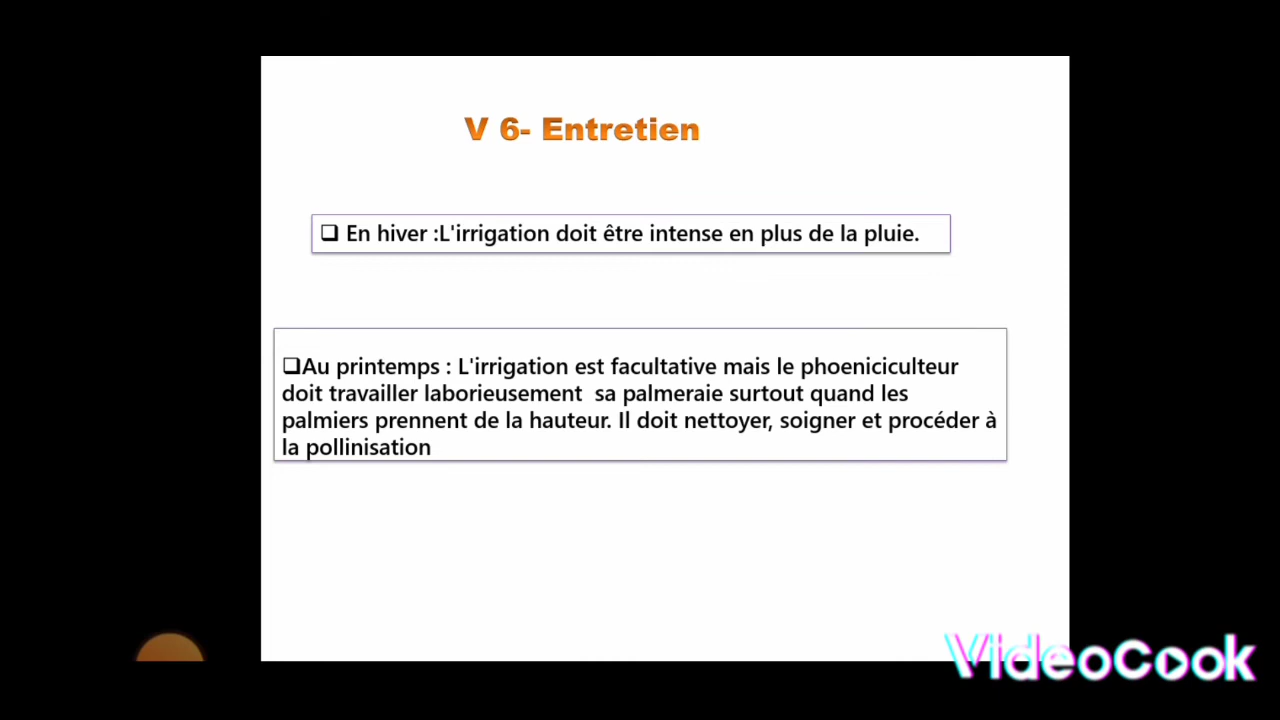 V 6- Entretien
❑ En hiver :L'irrigation doit être intense en plus de la pluie.
❑Au printemps : L'irrigation est facultative mais le phoeniciculteur
doit travailler laborieusement sa palmeraie surtout quand les
palmiers prennent de la hauteur. Il doit nettoyer, soigner et procéder à
la pollinisation
VideoCook